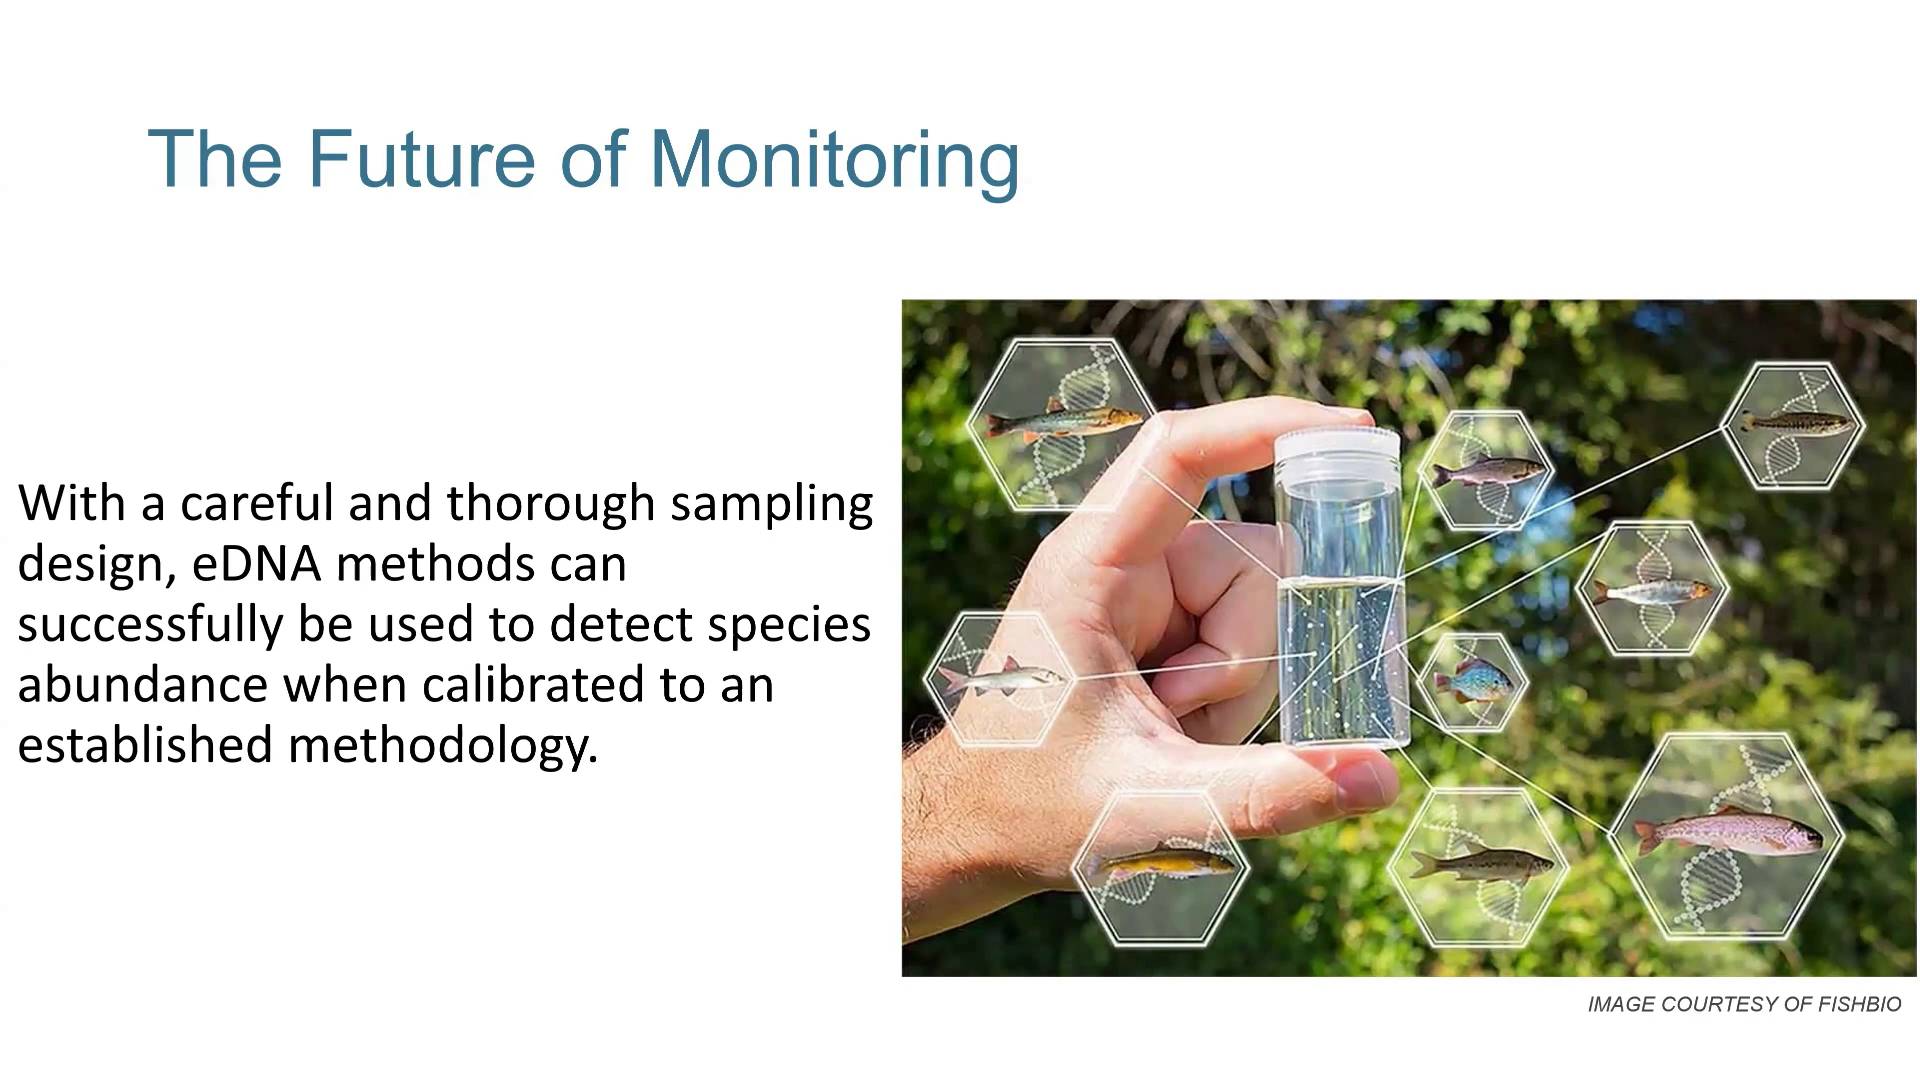 The Future of Monitoring
With a careful and thorough sampling
design, eDNA methods can
successfully be used to detect species
abundance when calibrated to an
established methodology.
IMAGE COURTESY OF FISHBIO